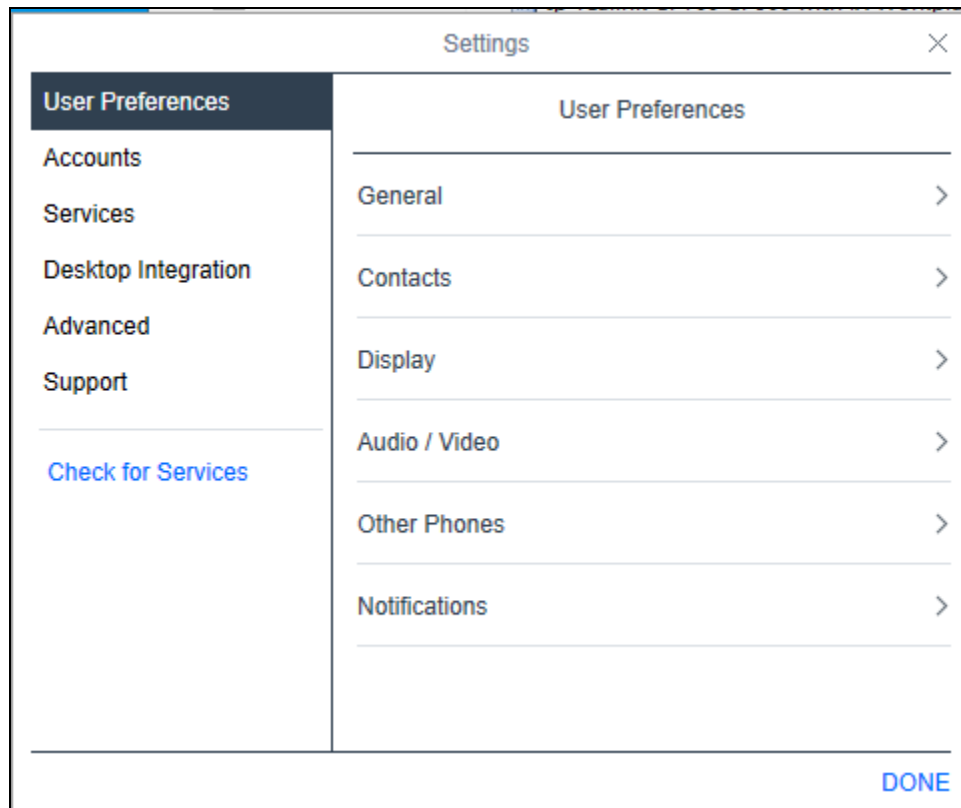 Settings
User Preferences
Accounts
Services
Desktop Integration
Advanced
Support
Check for Services
User Preferences
General
Contacts
Display
Audio / Video
Other Phones
Notifications
DONE